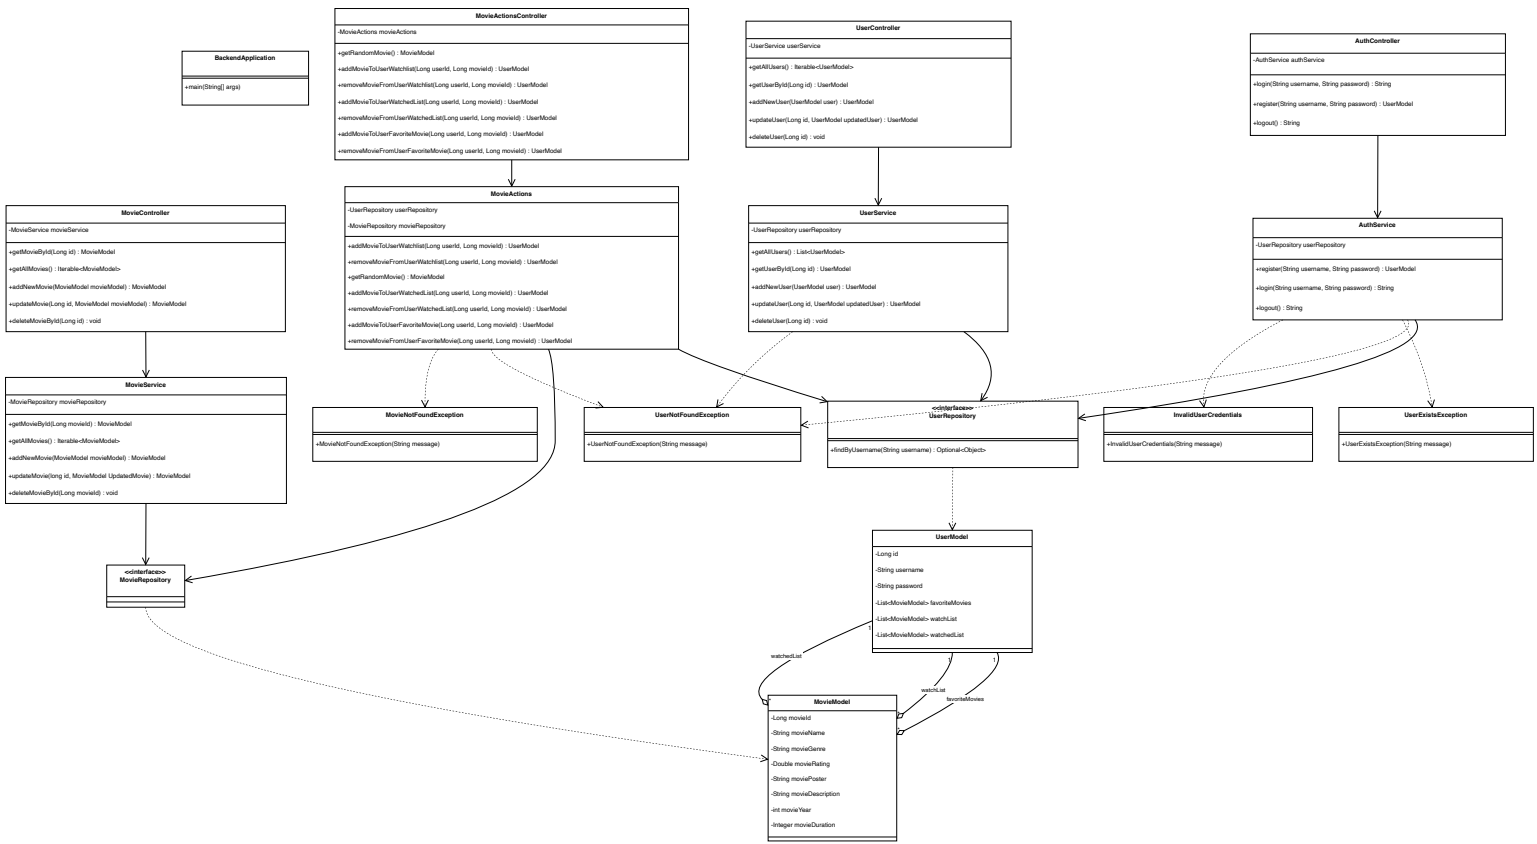 MovieActionsController
-MovieActions movieActions
+getRandomMovie() : MovieModel
+addMovieToUserWatchlist(Long userId, Long movieId) : UserModel
+removeMovieFromUserWatchlist(Long userId, Long movieId) : UserModel
+addMovieToUserWatchedList(Long userId, Long movieId) : UserModel
+removeMovieFromUserWatchedList(Long userId, Long movieId) : UserModel
+addMovieToUserFavoriteMovie(Long userId, Long movieId) : UserModel
+removeMovieFromUserFavoriteMovie(Long userId, Long movieId) : UserModel
UserController
-UserService userService
+getAllUsers() : Iterable<UserModel>
+getUserById(Long id) : UserModel
+addNewUser(UserModel user) : UserModel
+updateUser(Long id, UserModel updatedUser) : UserModel
+deleteUser(Long id) : void
AuthController
-AuthService authService
+login(String username, String password) : String
+register(String username, String password) : UserModel
+logout() : String
BackendApplication
+main(String[] args)
MovieController
-MovieService movieService
+getMovieById(Long id) : MovieModel
+getAllMovies() : Iterable<MovieModel>
+addNewMovie(MovieModel movieModel) : MovieModel
+updateMovie(Long id, MovieModel movieModel) : MovieModel
+deleteMovieById(Long id) : void
MovieActions
-UserRepository userRepository
-MovieRepository movieRepository
+addMovieToUserWatchlist(Long userId, Long movieId) : UserModel
+removeMovieFromUserWatchlist(Long userId, Long movieId) : UserModel
+getRandomMovie() : MovieModel
+addMovieToUserWatchedList(Long userId, Long movieId) : UserModel
+removeMovieFromUserWatchedList(Long userId, Long movieId) : UserModel
+addMovieToUserFavoriteMovie(Long userId, Long movieId) : UserModel
+removeMovieFromUserFavoriteMovie(Long userId, Long movieId) : UserModel
UserService
-UserRepository userRepository
+getAllUsers() : List<UserModel>
+getUserById(Long id) : UserModel
+addNewUser(UserModel user) : UserModel
+updateUser(Long id, UserModel updatedUser) : UserModel
+deleteUser(Long id) : void
AuthService
-UserRepository userRepository
+register(String username, String password) : UserModel
+login(String username, String password) : String
+logout() : String
MovieService
-MovieRepository movieRepository
+getMovieById(Long movieId) : MovieModel
+getAllMovies() : Iterable<MovieModel>
+addNewMovie(MovieModel movieModel) : MovieModel
+updateMovie(long id, MovieModel UpdatedMovie) : MovieModel
+deleteMovieById(Long movieId) : void
MovieNotFoundException
+MovieNotFoundException(String message)
UserNotFoundException
+UserNotFoundException(String message)
<<interface>>
UserRepository
+findByUsername(String username) : Optional<Object>
InvalidUserCredentials
+InvalidUserCredentials(String message)
UserExistsException
+UserExistsException(String message)
<<interface>>
MovieRepository
UserModel
-Long id
-String username
-String password
-List<MovieModel> favoriteMovies
-List<MovieModel> watchList
-List<MovieModel> watchedList
1
1
1
watchedList
watchList
favoriteMovies
MovieModel
-Long movieId
-String movieName
-String movieGenre
-Double movieRating
-String moviePoster
-String movieDescription
-int movieYear
-Integer movieDuration